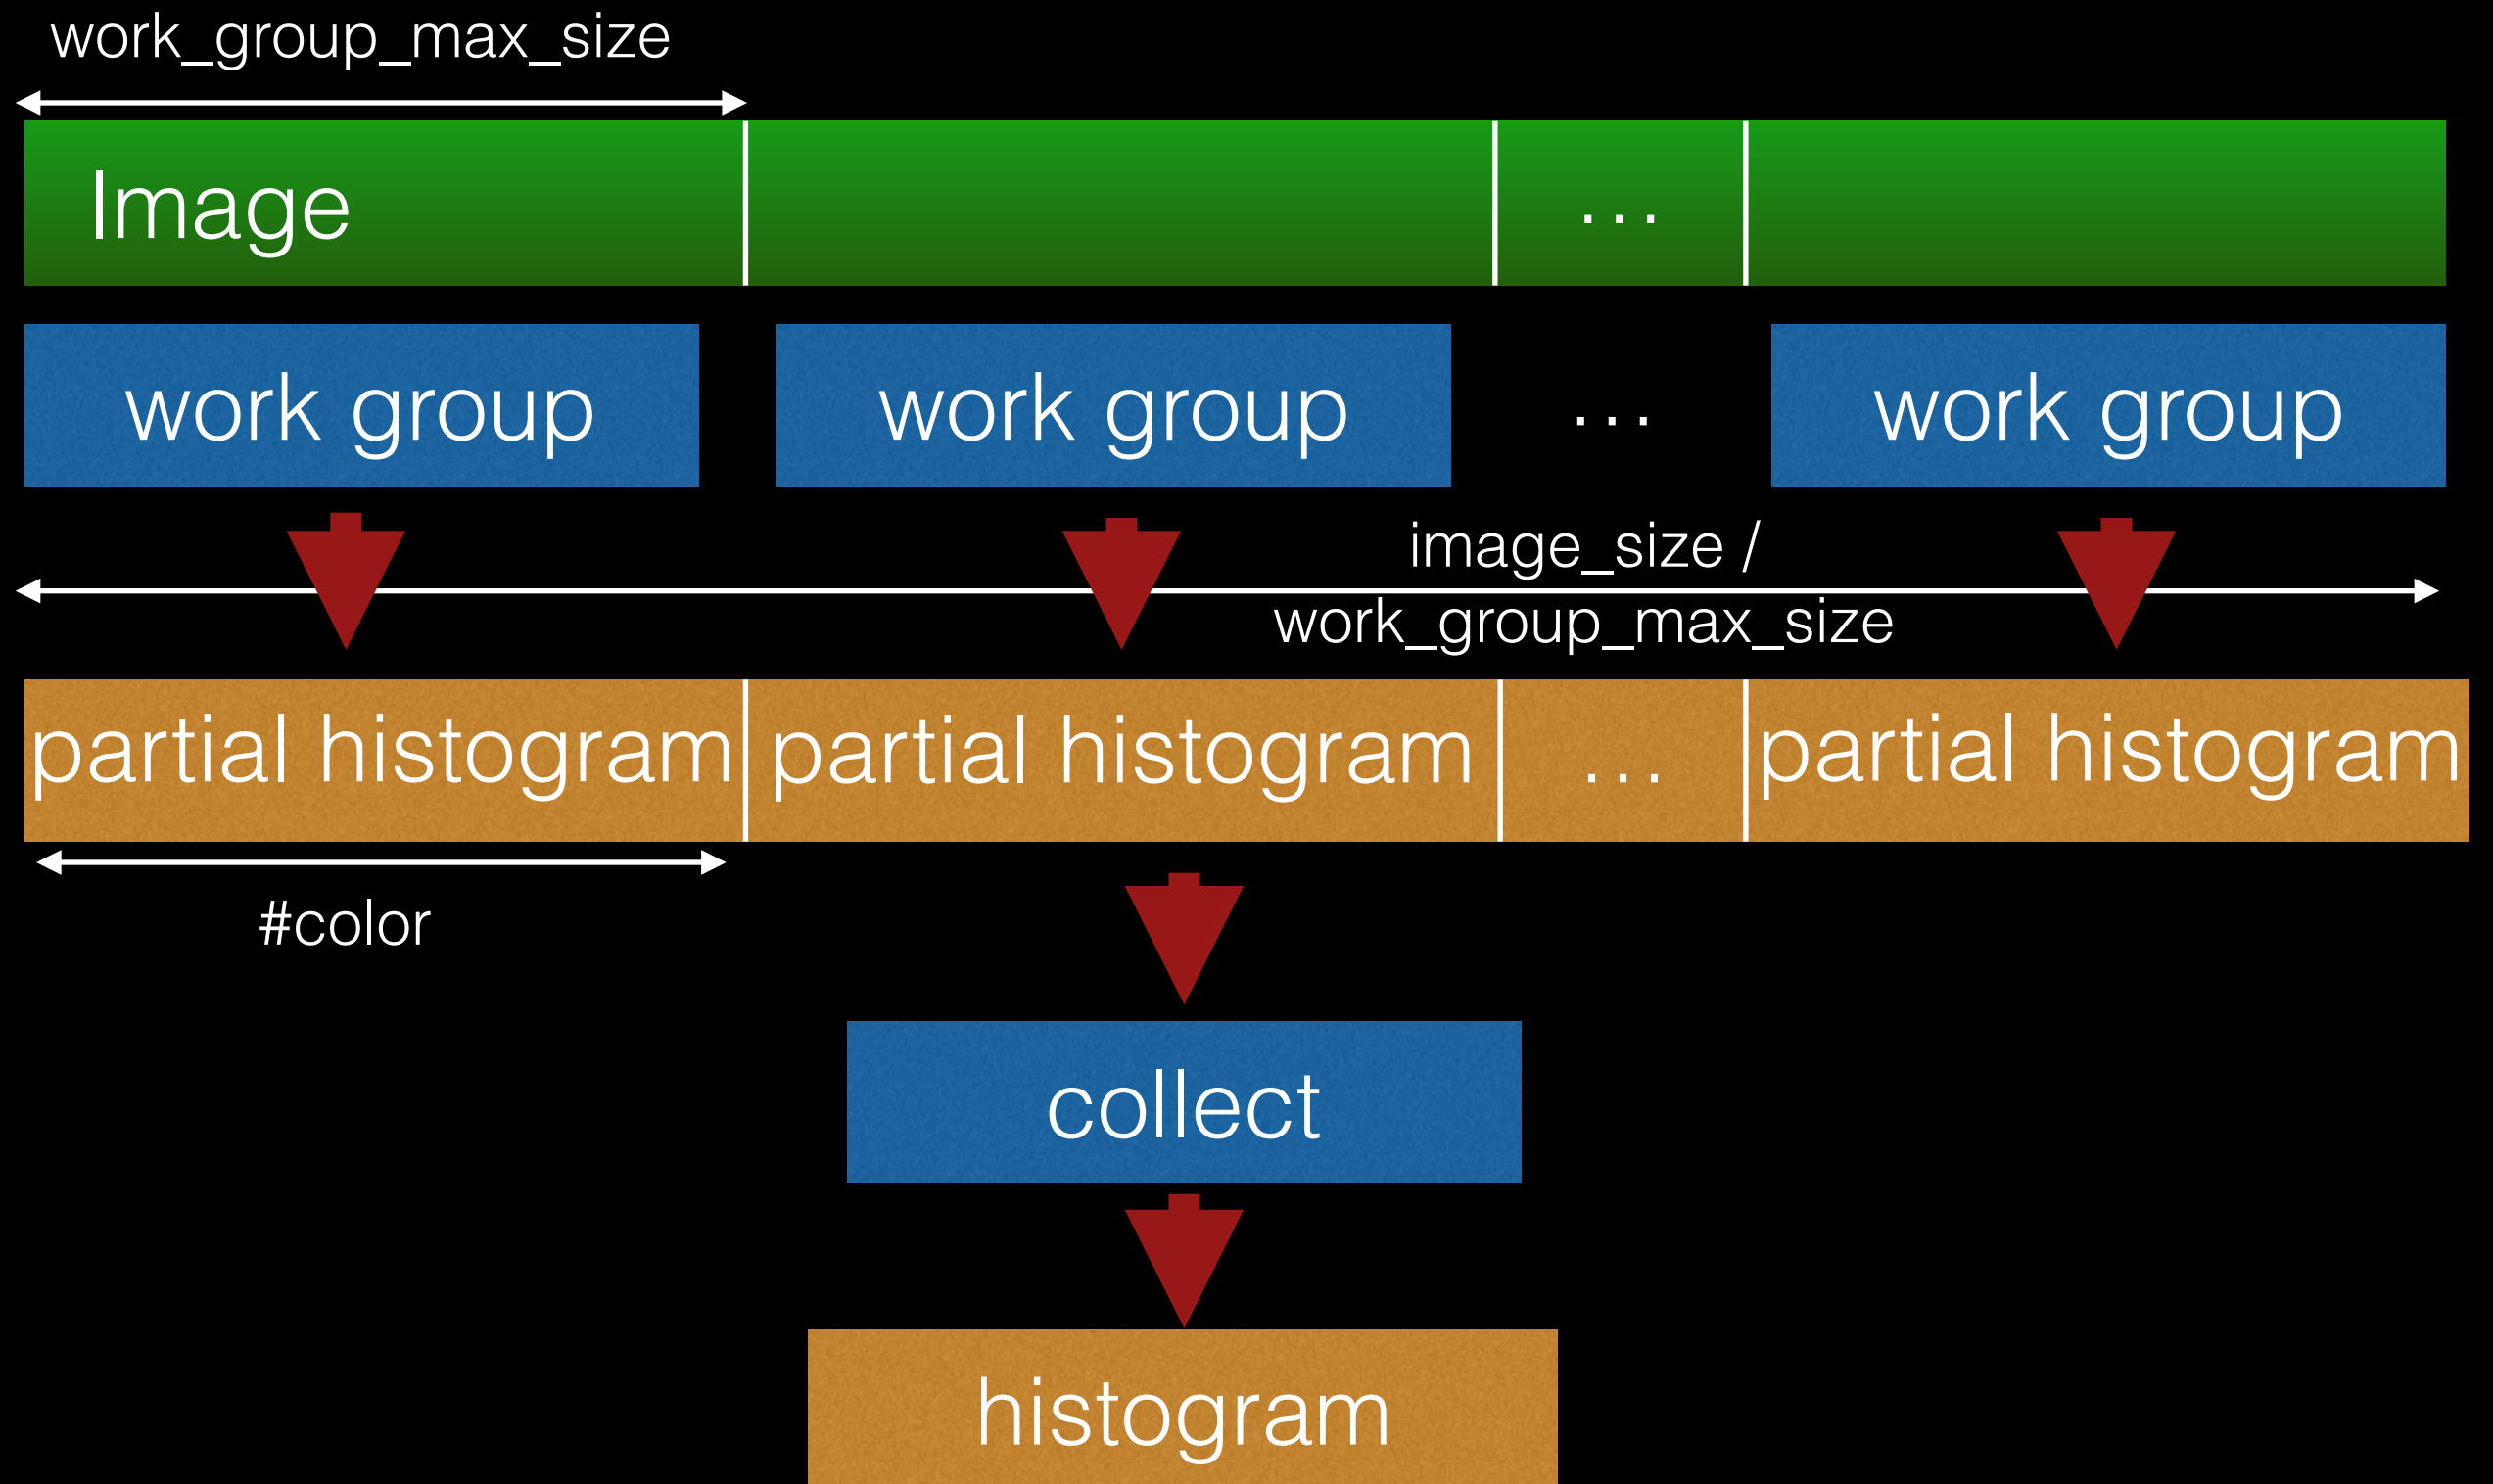 work_group_max_size
Image
...
work group
work group
...
work group
image_size /
work_group_max_size
partial histogram
partial histogram
...
partial histogram
#color
collect
histogram